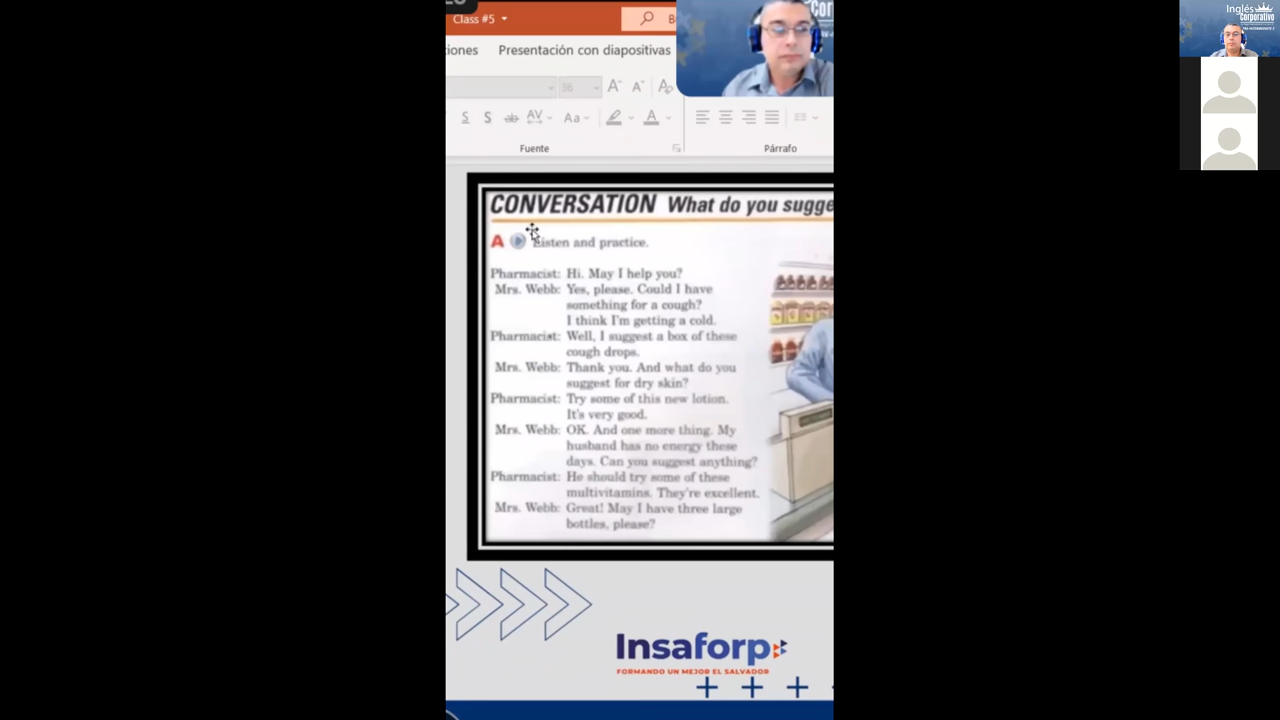 Class #5
Presentación con diapositivas
36
Aa
Fuente
Párrafo
CONVERSATION What do you sugge
A Listen and practice.
Pharmacist: Hi. May I help you?
Mrs. Webb: Yes, please. Could I have
something for a cough?
I think I'm getting a cold.
Pharmacist: Well, I suggest a box of these
cough drops.
Mrs. Webb: Thank you. And what do you
suggest for dry skin?
Pharmacist: Try some of this new lotion.
It's very good.
Mrs. Webb: OK. And one more thing. My
husband has no energy these
days. Can you suggest anything?
Pharmacist: He should try some of these
multivitamins. They're excellent.
Mrs. Webb: Great! May I have three large
bottles, please?
Insaforp
FORMANDO UN MEJOR EL SALVADOR
Inglés
Corporativo